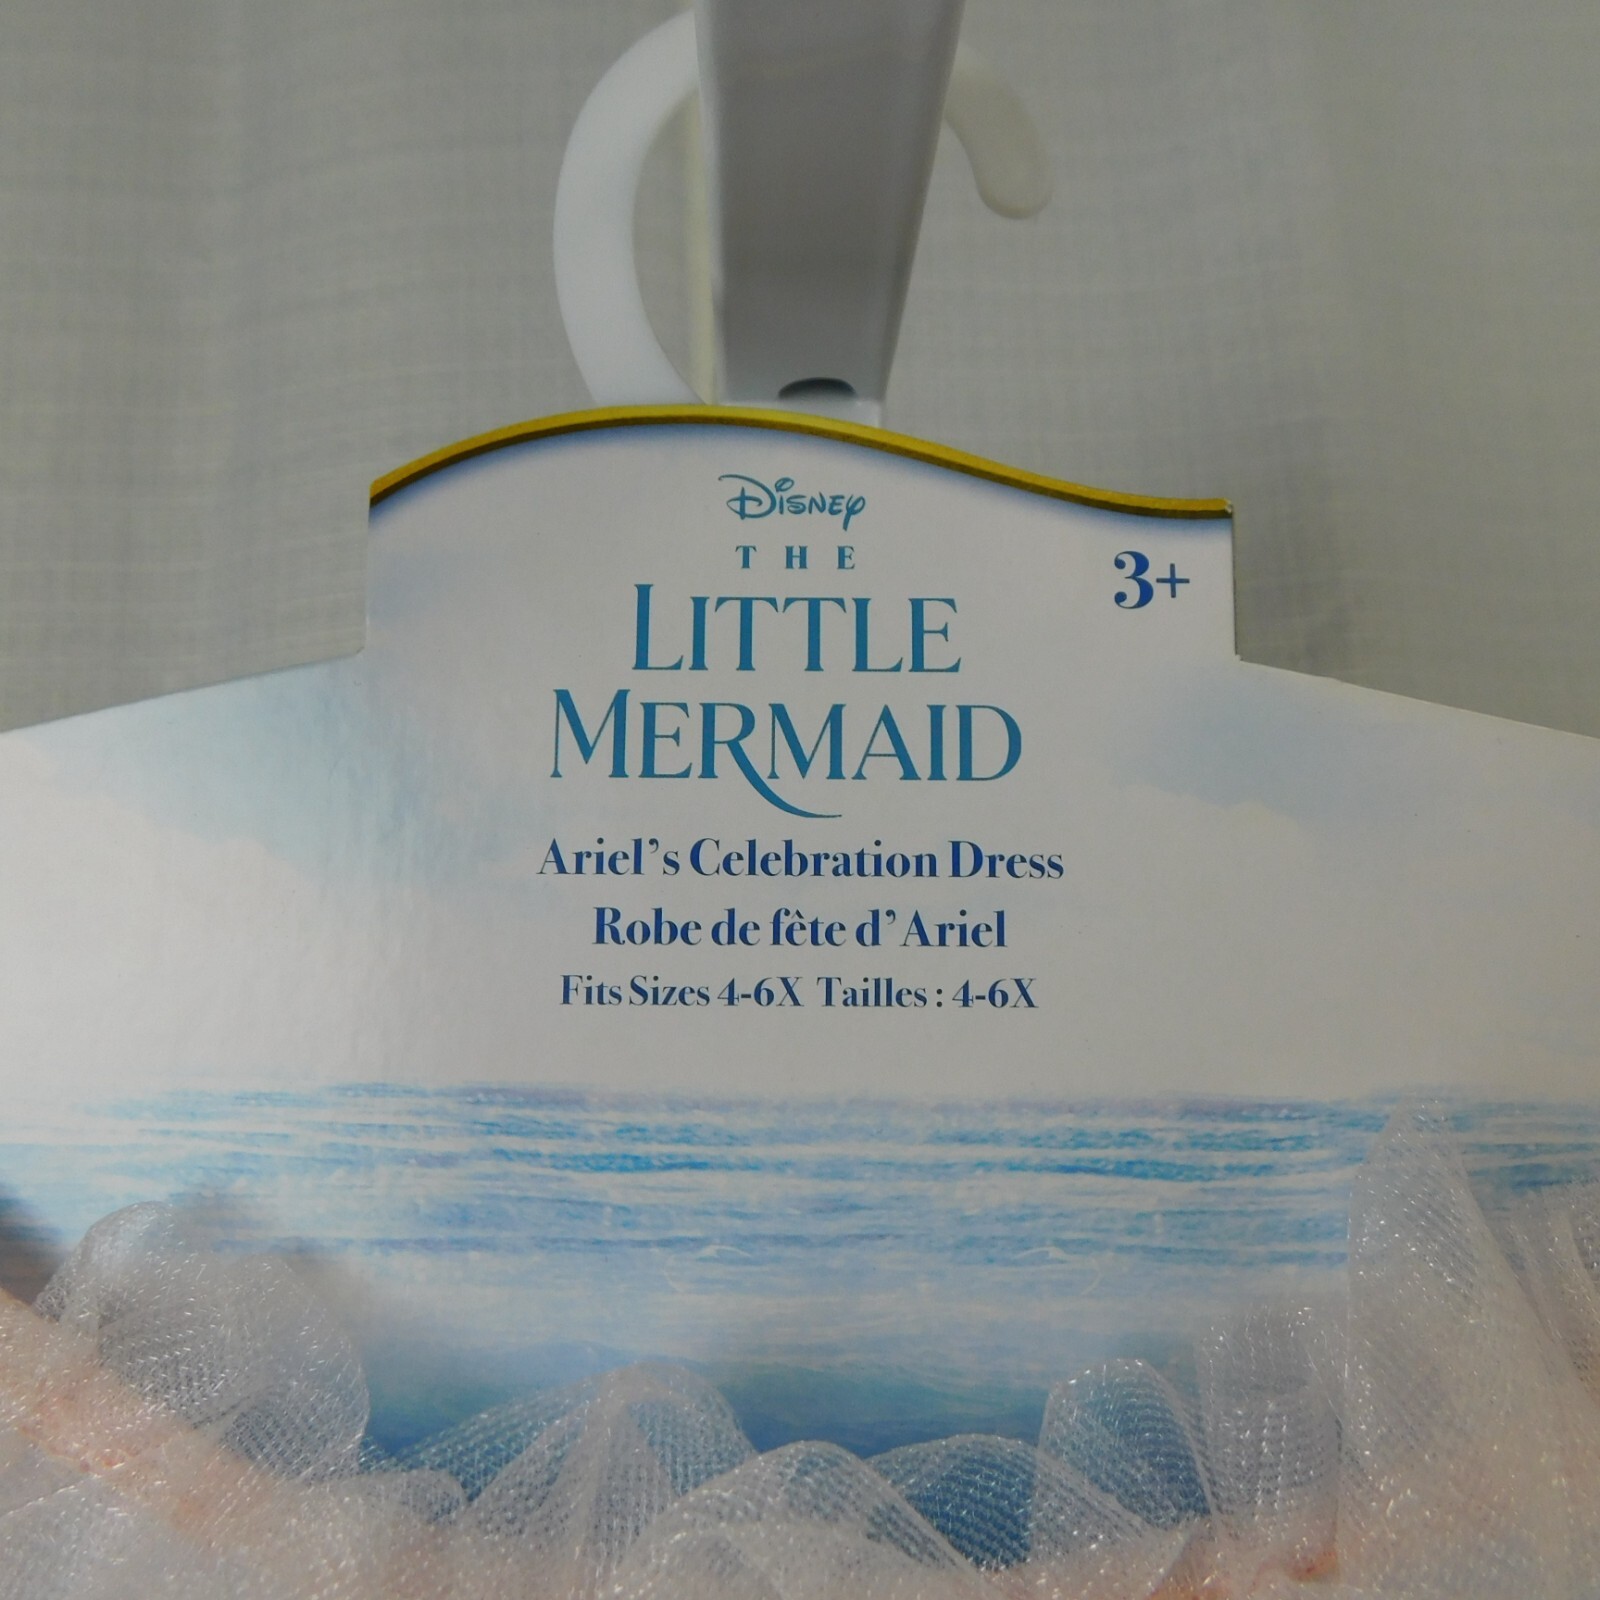 Disney
THE
LITTLE
MERMAID
3+
Ariel's Celebration Dress
Robe de fête d'Ariel
Fits Sizes 4-6X Tailles : 4-6X